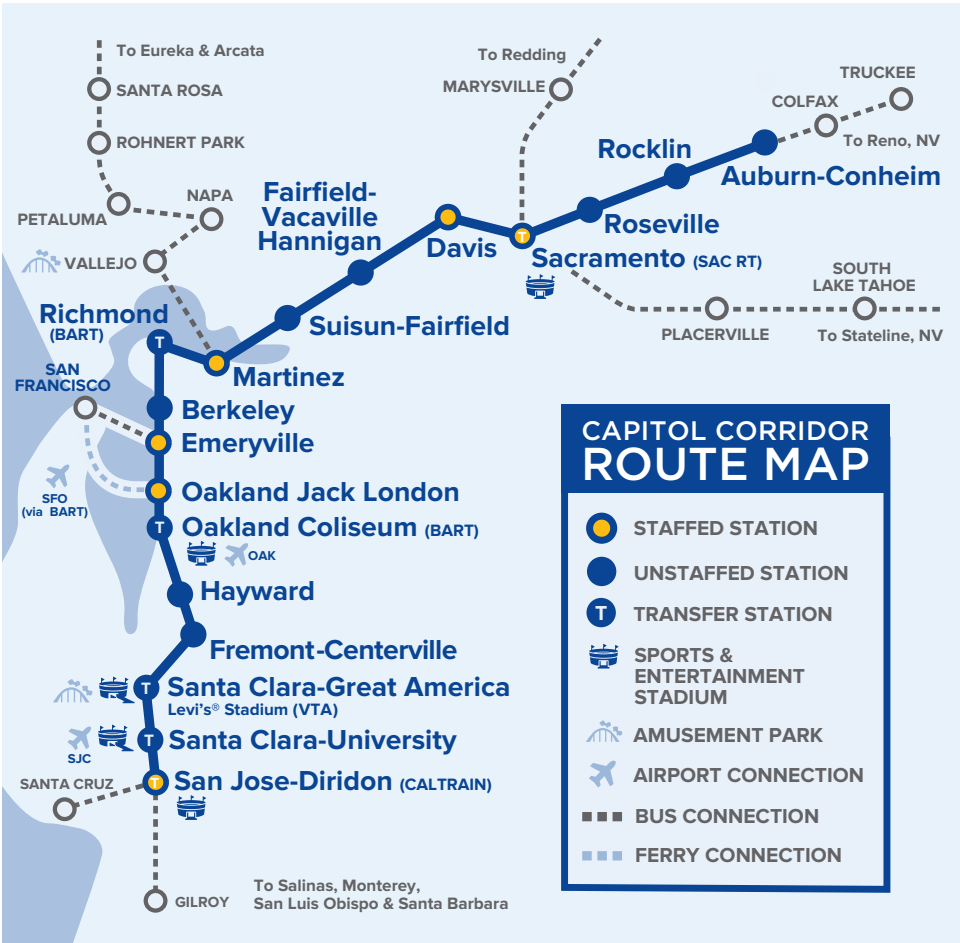 To Eureka & Arcata
SANTA ROSA
ROHNERT PARK
PETALUMA
NAPA
VALLEJO
To Redding
MARYSVILLE
TRUCKEE
COLFAX
To Reno, NV
Rocklin
Auburn-Conheim
Roseville
Fairfield-
Vacaville
Hannigan
Davis
Sacramento (SAC RT)
T
SOUTH
LAKE TAHOE
PLACERVILLE
To Stateline, NV
Suisun-Fairfield
Richmond
(BART)
T
Martinez
SAN
FRANCISCO
Berkeley
Emeryville
SFO
(via BART)
Oakland Jack London
T
Oakland Coliseum (BART)
OAK
Hayward
Fremont-Centerville
T
Santa Clara-Great America
Levi's® Stadium (VTA)
T
Santa Clara-University
SJC
T
San Jose-Diridon (CALTRAIN)
SANTA CRUZ
GILROY
To Salinas, Monterey,
San Luis Obispo & Santa Barbara
CAPITOL CORRIDOR
ROUTE MAP
STAFFED STATION
UNSTAFFED STATION
T
TRANSFER STATION
SPORTS &
ENTERTAINMENT
STADIUM
AMUSEMENT PARK
AIRPORT CONNECTION
BUS CONNECTION
FERRY CONNECTION